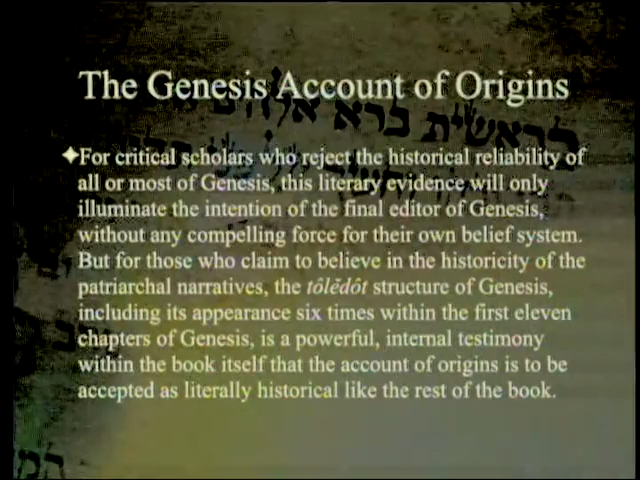 The Genesis Account of Origins
בראשית ברא אלהים
✦For critical scholars who reject the historical reliability of
all or most of Genesis, this literary evidence will only
illuminate the intention of the final editor of Genesis,
without any compelling force for their own belief system.
But for those who claim to believe in the historicity of the
patriarchal narratives, the tôlĕdôt structure of Genesis,
including its appearance six times within the first eleven
chapters of Genesis, is a powerful, internal testimony
within the book itself that the account of origins is to be
accepted as literally historical like the rest of the book.